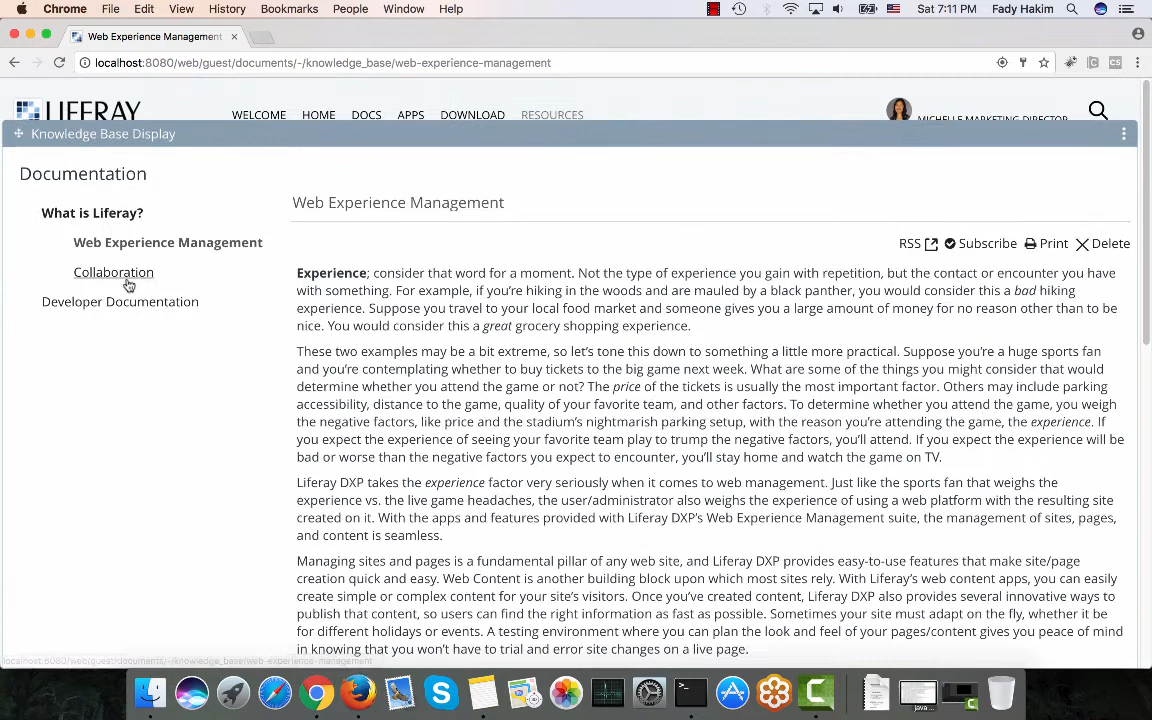 Chrome File Edit View History Bookmarks People Window Help Sat 7:11 PM Fady Hakim
Web Experience Management
localhost:8080/web/guest/documents/-/knowledge_base/web-experience-management
LIFERAY WELCOME HOME DOCS APPS DOWNLOAD RESOURCES MICHELLE MARKETING DIRECTOR
Knowledge Base Display
Documentation
What is Liferay?
Web Experience Management
Collaboration
Developer Documentation
Web Experience Management
RSS Subscribe Print Delete
Experience; consider that word for a moment. Not the type of experience you gain with repetition, but the contact or encounter you have
with something. For example, if you're hiking in the woods and are mauled by a black panther, you would consider this a bad hiking
experience. Suppose you travel to your local food market and someone gives you a large amount of money for no reason other than to be
nice. You would consider this a great grocery shopping experience.
These two examples may be a bit extreme, so let's tone this down to something a little more practical. Suppose you're a huge sports fan
and you're contemplating whether to buy tickets to the big game next week. What are some of the things you might consider that would
determine whether you attend the game or not? The price of the tickets is usually the most important factor. Others may include parking
accessibility, distance to the game, quality of your favorite team, and other factors. To determine whether you attend the game, you weigh
the negative factors, like price and the stadium's nightmarish parking setup, with the reason you're attending the game, the experience. If
you expect the experience of seeing your favorite team play to trump the negative factors, you'll attend. If you expect the experience will be
bad or worse than the negative factors you expect to encounter, you'll stay home and watch the game on TV.
Liferay DXP takes the experience factor very seriously when it comes to web management. Just like the sports fan that weighs the
experience vs. the live game headaches, the user/administrator also weighs the experience of using a web platform with the resulting site
created on it. With the apps and features provided with Liferay DXP's Web Experience Management suite, the management of sites, pages,
and content is seamless.
Managing sites and pages is a fundamental pillar of any web site, and Liferay DXP provides easy-to-use features that make site/page
creation quick and easy. Web Content is another building block upon which most sites rely. With Liferay's web content apps, you can easily
create simple or complex content for your site's visitors. Once you've created content, Liferay DXP also provides several innovative ways to
publish that content, so users can find the right information as fast as possible. Sometimes your site must adapt on the fly, whether it be
for different holidays or events. A testing environment where you can plan the look and feel of your pages/content gives you peace of mind
in knowing that you won't have to trial and error site changes on a live page.
localhost:8080/web/guest/documents/-/knowledge_base/web-experience-management